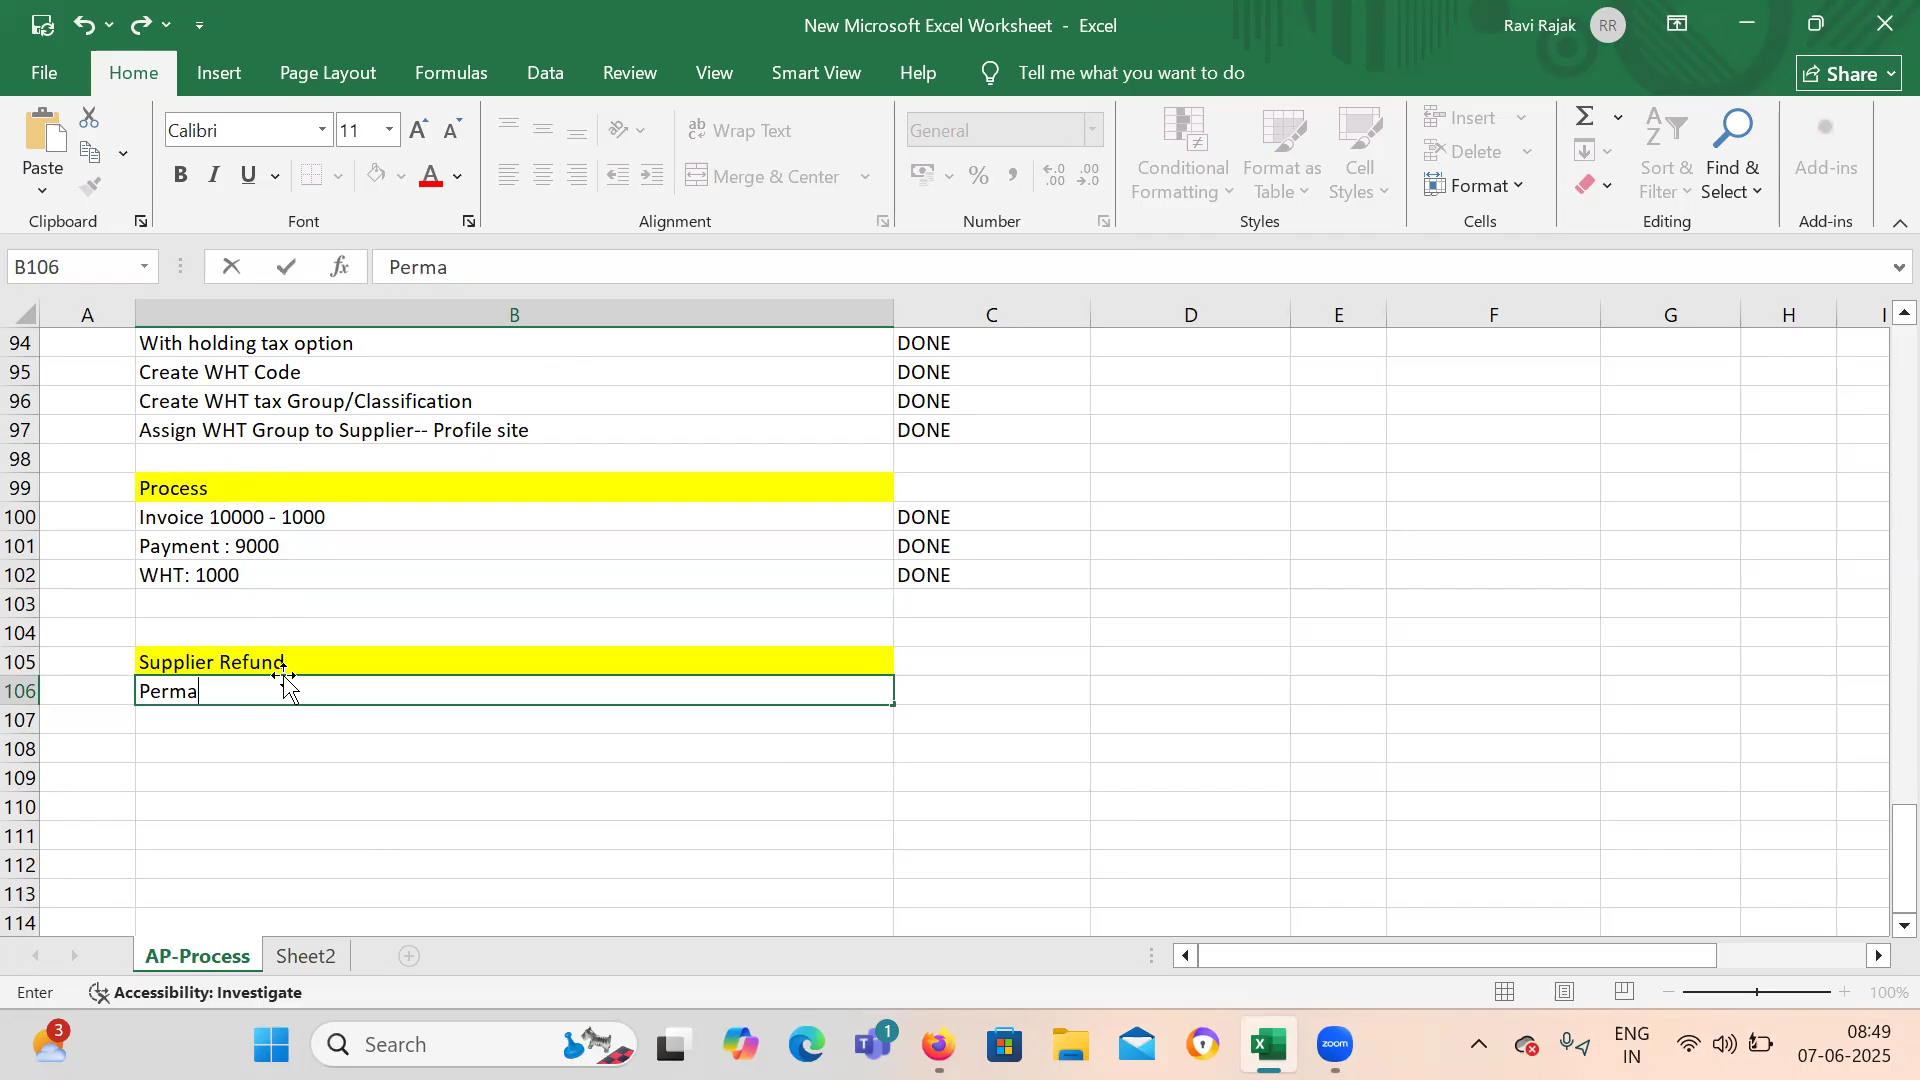 New Microsoft Excel Worksheet - Excel
Ravi Rajak RR
File Home Insert Page Layout Formulas Data Review View Smart View Help Tell me what you want to do Share
Paste
Clipboard
Calibri 11 A A
B I U A
Font
ab c Wrap Text
Merge & Center
Alignment
General
% , .00 .00
Number
Conditional Formatting
Format as Table
Cell Styles
Styles
Insert
Delete
Format
Cells
Sort & Filter
Find & Select
Editing
Add-ins
Add-ins
B106 fx Perma
A B C D E F G H I
94 With holding tax option DONE
95 Create WHT Code DONE
96 Create WHT tax Group/Classification DONE
97 Assign WHT Group to Supplier-- Profile site DONE
98
99 Process
100 Invoice 10000 - 1000 DONE
101 Payment : 9000 DONE
102 WHT: 1000 DONE
103
104
105 Supplier Refund
106 Perma
107
108
109
110
111
112
113
114
AP-Process Sheet2
Enter Accessibility: Investigate 100%
3 Search 1 zoom ENG IN 08:49 07-06-2025